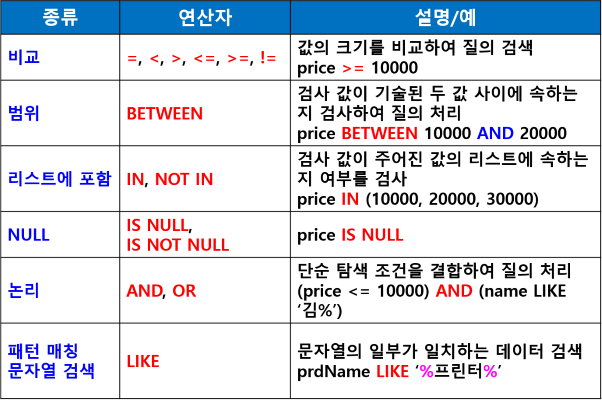 종류 연산자 설명/예
비교 =, <, >, <=, >=, != 값의 크기를 비교하여 질의 검색
price >= 10000
범위 BETWEEN 검사 값이 기술된 두 값 사이에 속하는
지 검사하여 질의 처리
price BETWEEN 10000 AND 20000
리스트에 포함 IN, NOT IN 검사 값이 주어진 값의 리스트에 속하는
지 여부를 검사
price IN (10000, 20000, 30000)
NULL IS NULL,
IS NOT NULL price IS NULL
논리 AND, OR 단순 탐색 조건을 결합하여 질의 처리
(price <= 10000) AND (name LIKE
‘김%’)
패턴 매칭
문자열 검색 LIKE 문자열의 일부가 일치하는 데이터 검색
prdName LIKE ‘%프린터%’